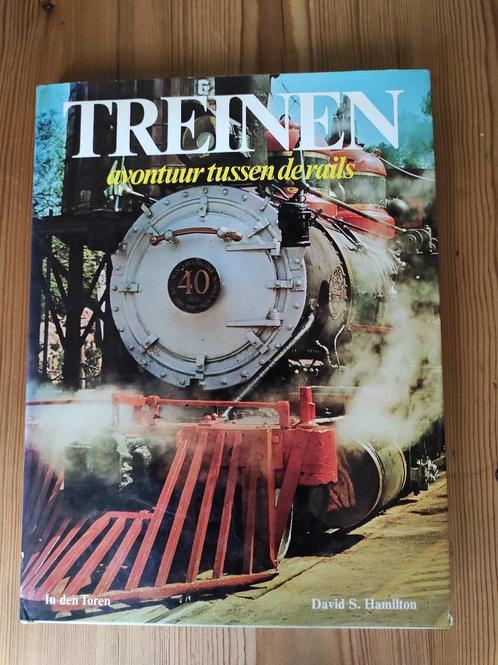 TREINEN
avontuur tussen de rails
40
In den Toren
David S. Hamilton